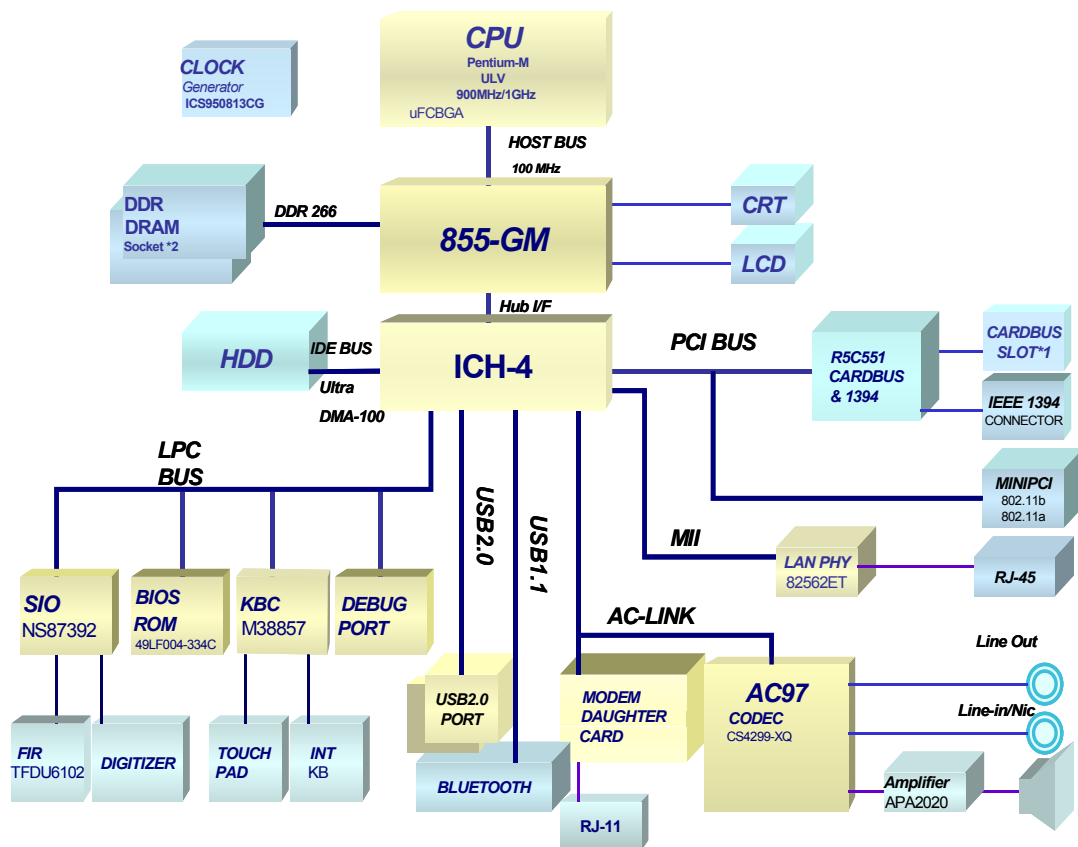 CPU
Pentium-M
ULV
900MHz/1GHz
uFCBGA
CLOCK
Generator
ICS950813CG
HOST BUS
100 MHz
DDR
DRAM
Socket *2
DDR 266
855-GM
CRT
LCD
Hub I/F
HDD
IDE BUS
Ultra
DMA-100
ICH-4
PCI BUS
R5C551
CARDBUS
& 1394
CARDBUS
SLOT*1
IEEE 1394
CONNECTOR
MINIPCI
802.11b
802.11a
LPC
BUS
USB2.0
USB1.1
MII
LAN PHY
82562ET
RJ-45
SIO
NS87392
BIOS
ROM
49LF004-334C
KBC
M38857
DEBUG
PORT
AC-LINK
USB2.0
PORT
MODEM
DAUGHTER
CARD
AC97
CODEC
CS4299-XQ
Line Out
Line-in/Nic
FIR
TFDU6102
DIGITIZER
TOUCH
PAD
INT
KB
BLUETOOTH
RJ-11
Amplifier
APA2020